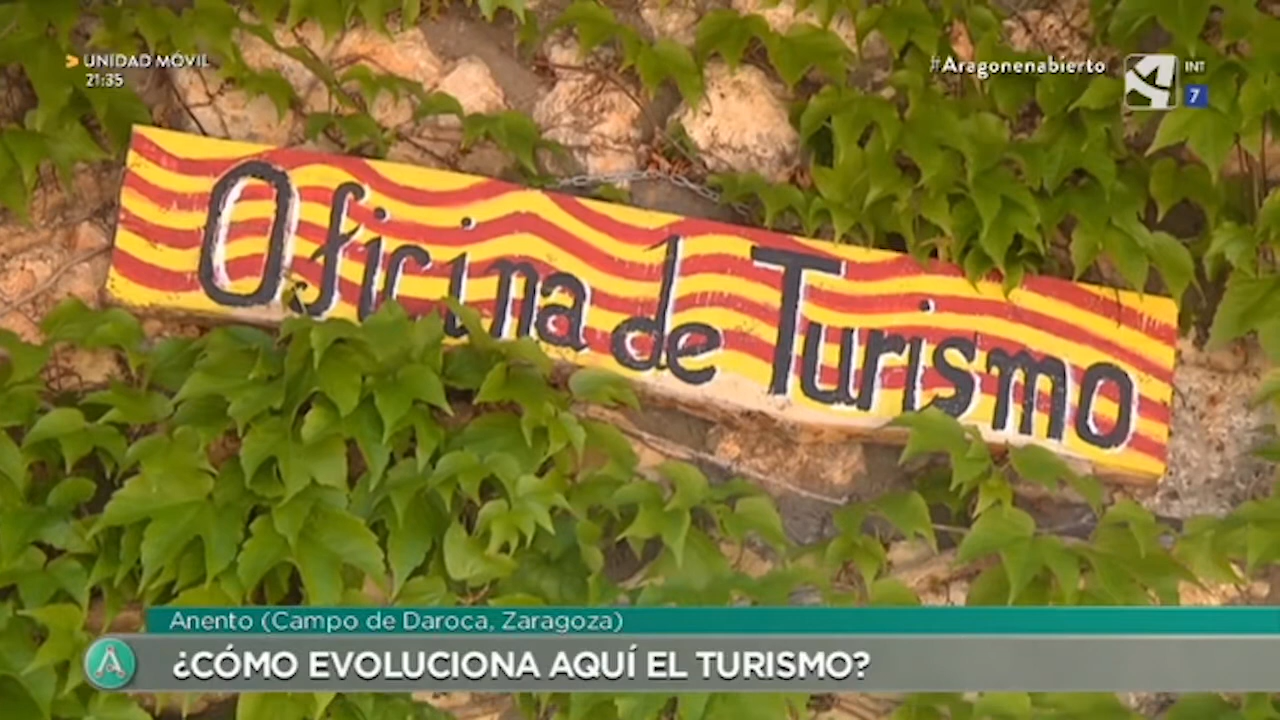 UNIDAD MÓVIL
21:35
#Aragonenabierto
INT
7
Oficina de Turismo
Anento (Campo de Daroca, Zaragoza)
¿CÓMO EVOLUCIONA AQUÍ EL TURISMO?